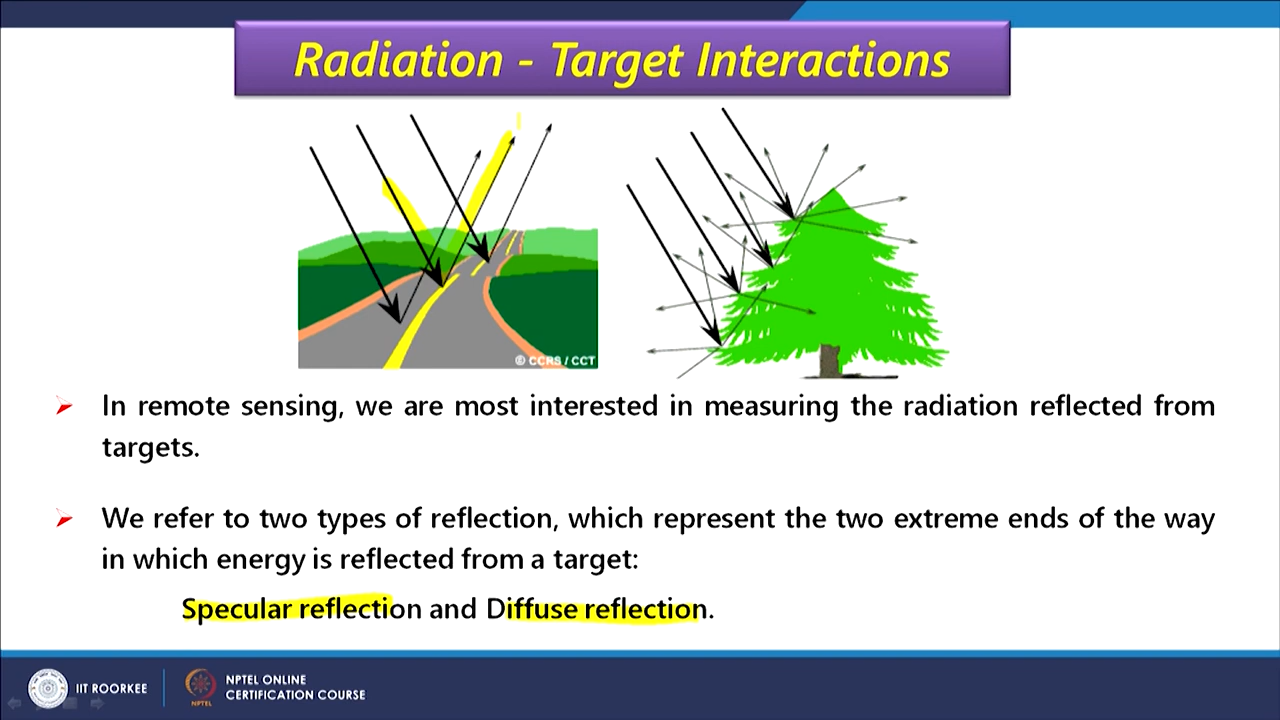 Radiation - Target Interactions
© CCRS / CCT
In remote sensing, we are most interested in measuring the radiation reflected from
targets.
We refer to two types of reflection, which represent the two extreme ends of the way
in which energy is reflected from a target:
Specular reflection and Diffuse reflection.
IIT ROORKEE
NPTEL
NPTEL ONLINE
CERTIFICATION COURSE